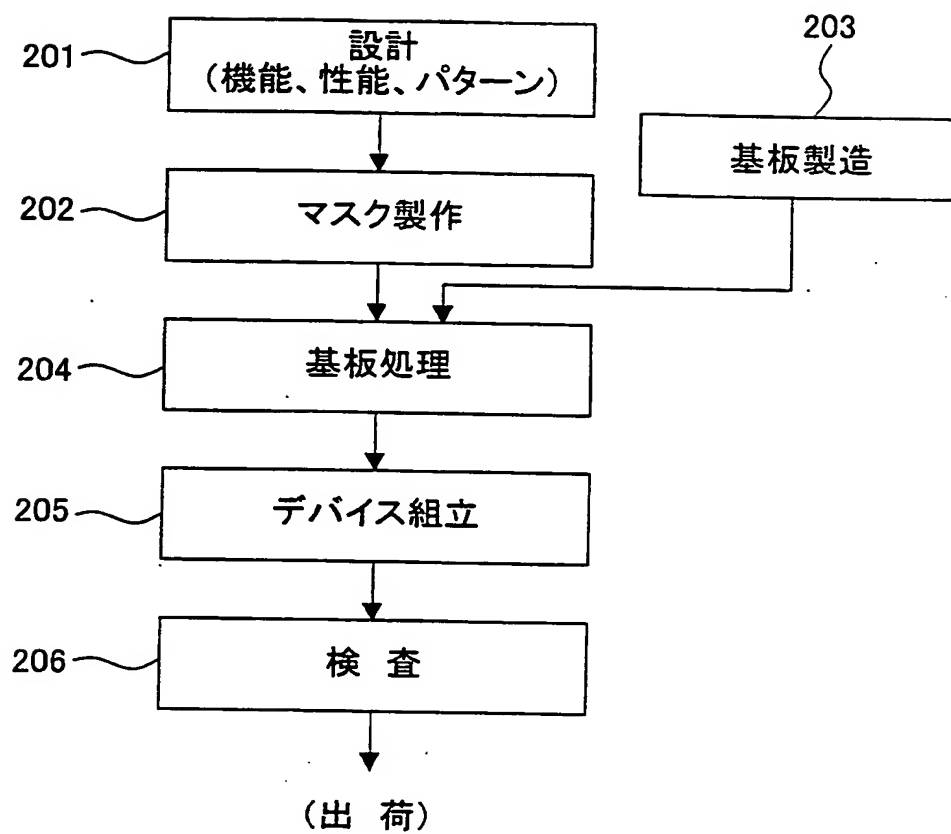 201
設計
(機能、性能、パターン)
203
基板製造
202
マスク製作
204
基板処理
205
デバイス組立
206
検 査
(出 荷)